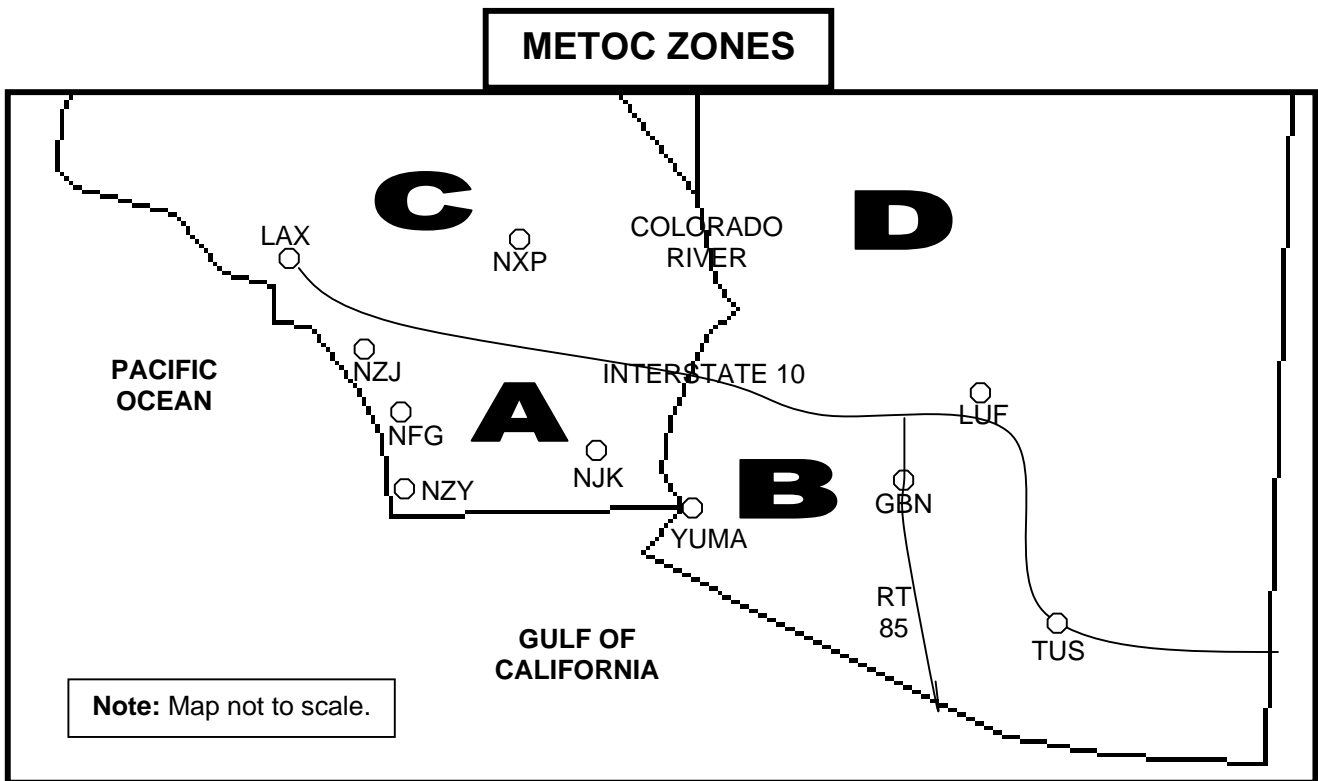 METOC ZONES
C
D
LAX
NXP
COLORADO
RIVER
PACIFIC
OCEAN
NZJ
INTERSTATE 10
A
LUF
NFG
NJK
B
NZY
GBN
YUMA
RT
85
GULF OF
CALIFORNIA
TUS
Note: Map not to scale.